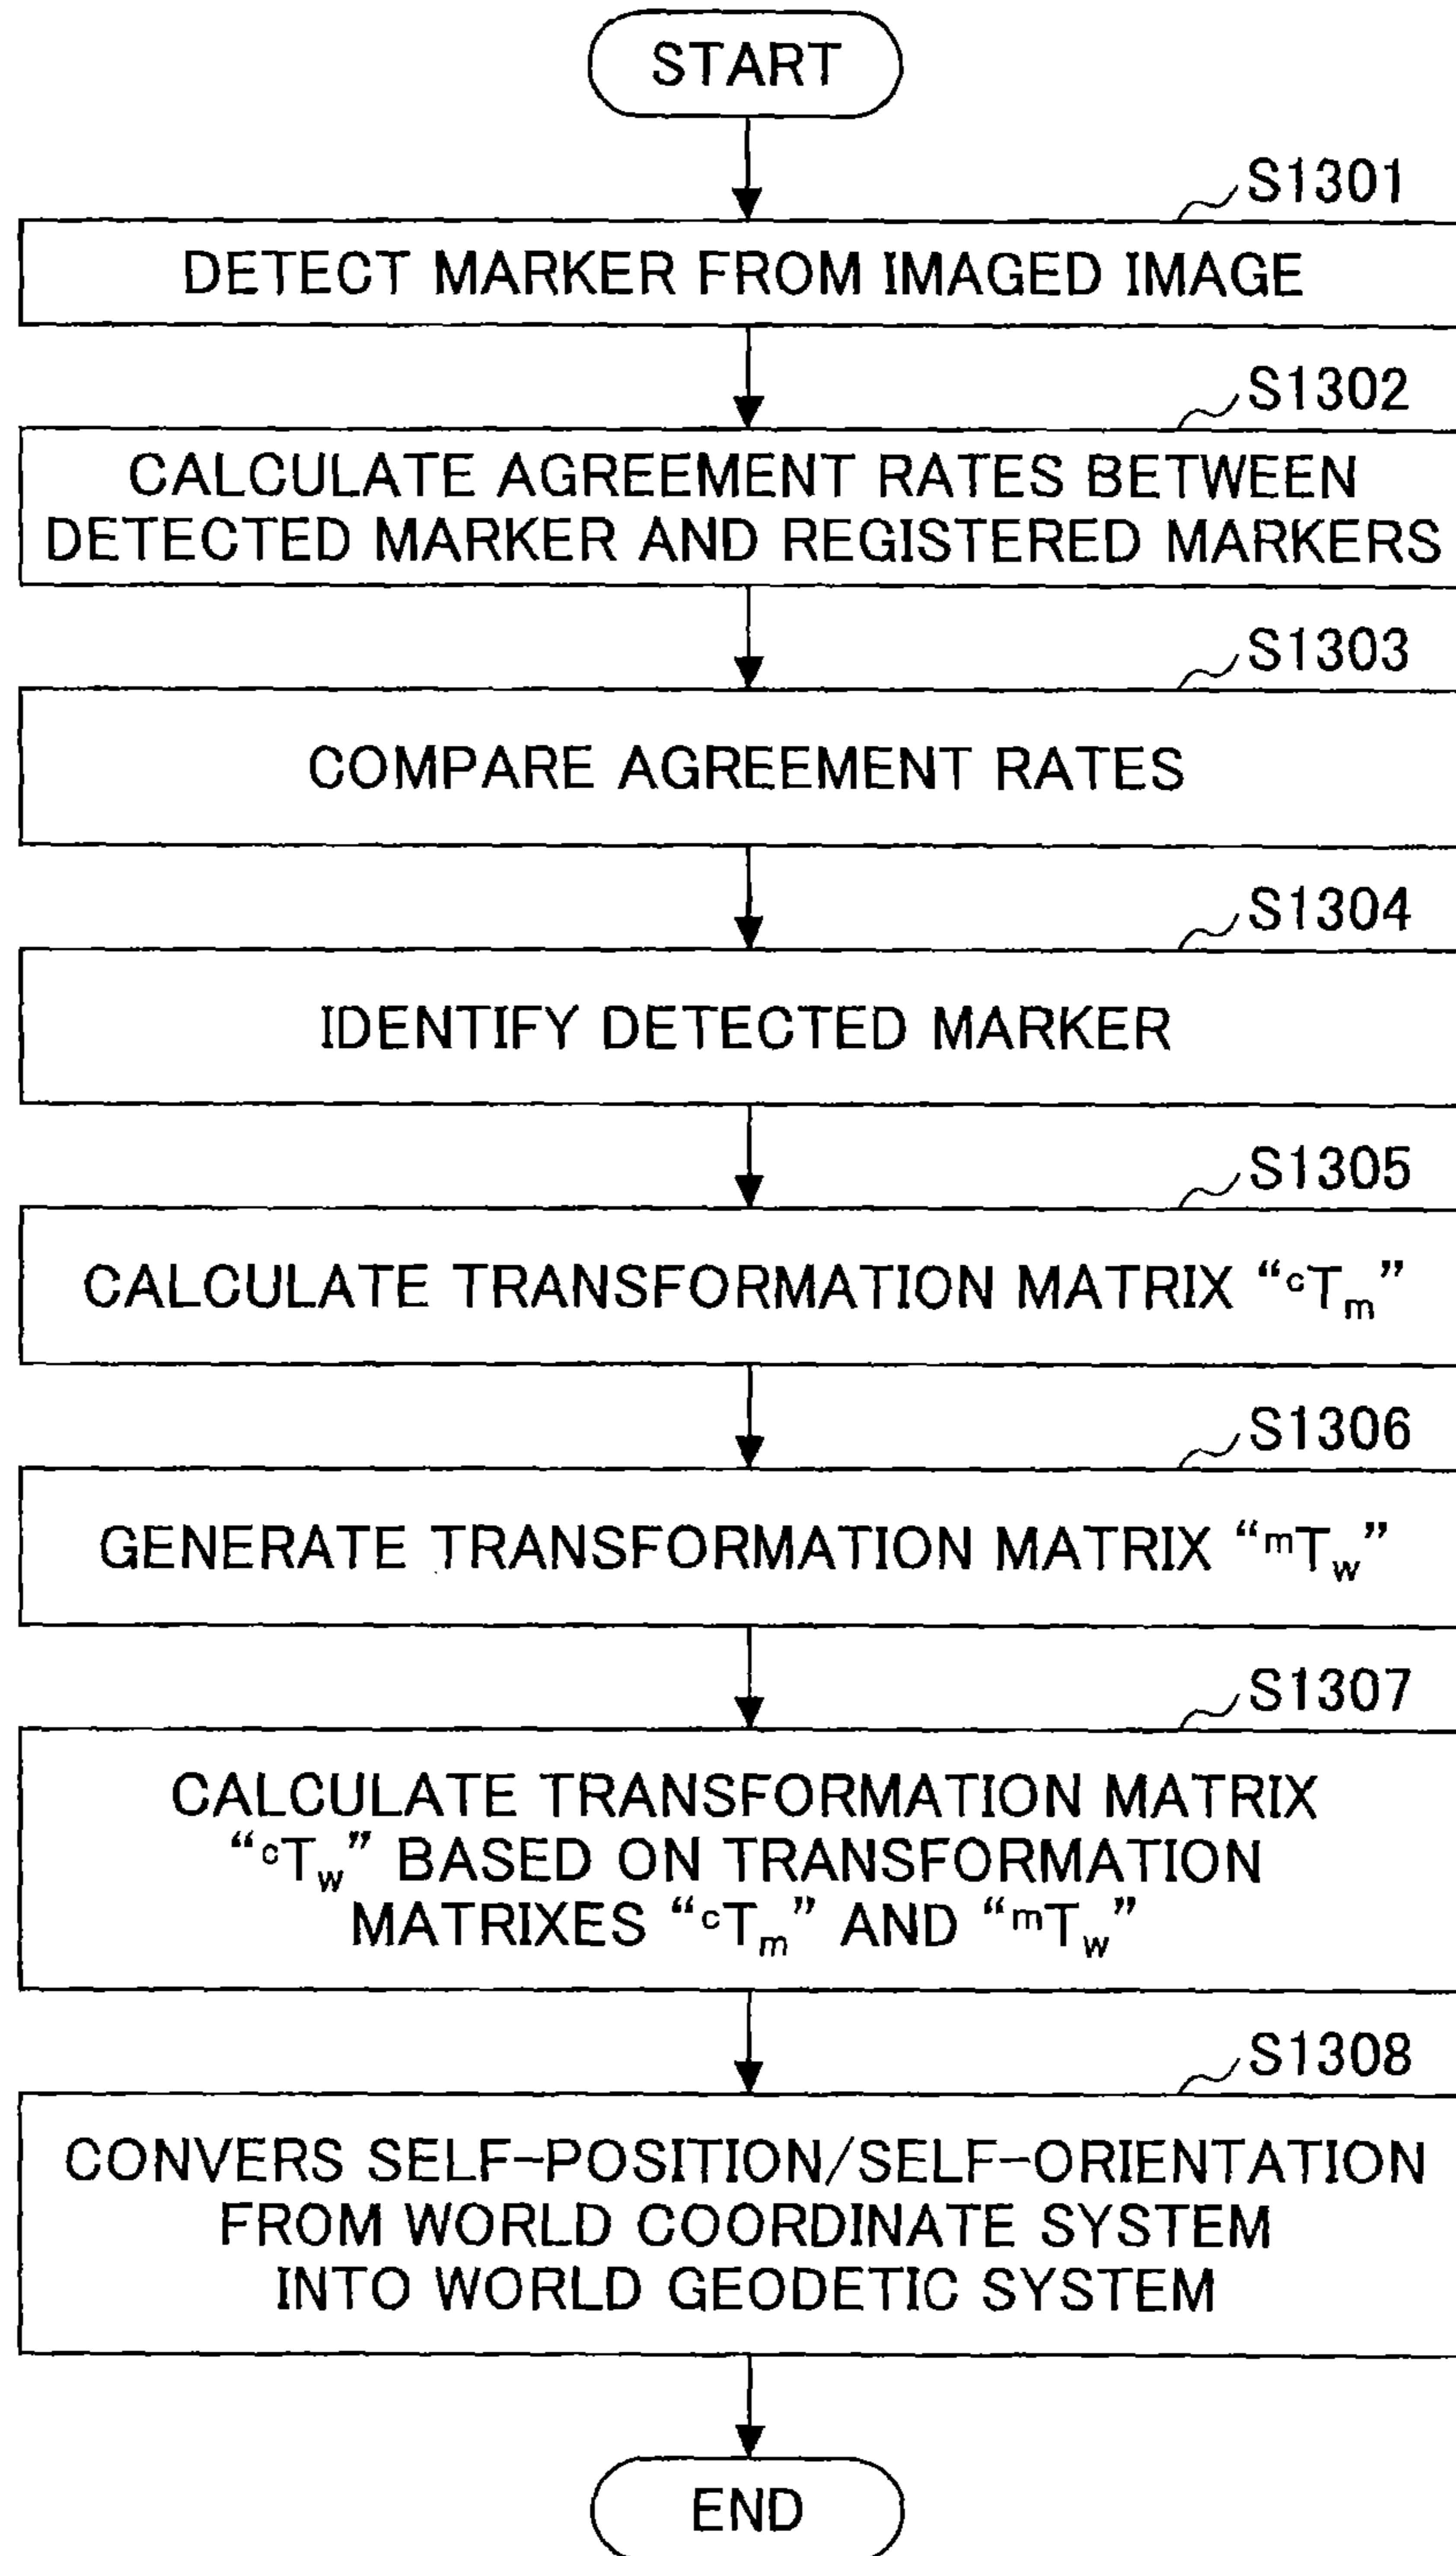 START
S1301
DETECT MARKER FROM IMAGED IMAGE
S1302
CALCULATE AGREEMENT RATES BETWEEN
DETECTED MARKER AND REGISTERED MARKERS
S1303
COMPARE AGREEMENT RATES
S1304
IDENTIFY DETECTED MARKER
S1305
CALCULATE TRANSFORMATION MATRIX “ᶜTₘ”
S1306
GENERATE TRANSFORMATION MATRIX “ᵐT_w”
S1307
CALCULATE TRANSFORMATION MATRIX
“ᶜT_w” BASED ON TRANSFORMATION
MATRIXES “ᶜTₘ” AND “ᵐT_w”
S1308
CONVERS SELF-POSITION/SELF-ORIENTATION
FROM WORLD COORDINATE SYSTEM
INTO WORLD GEODETIC SYSTEM
END